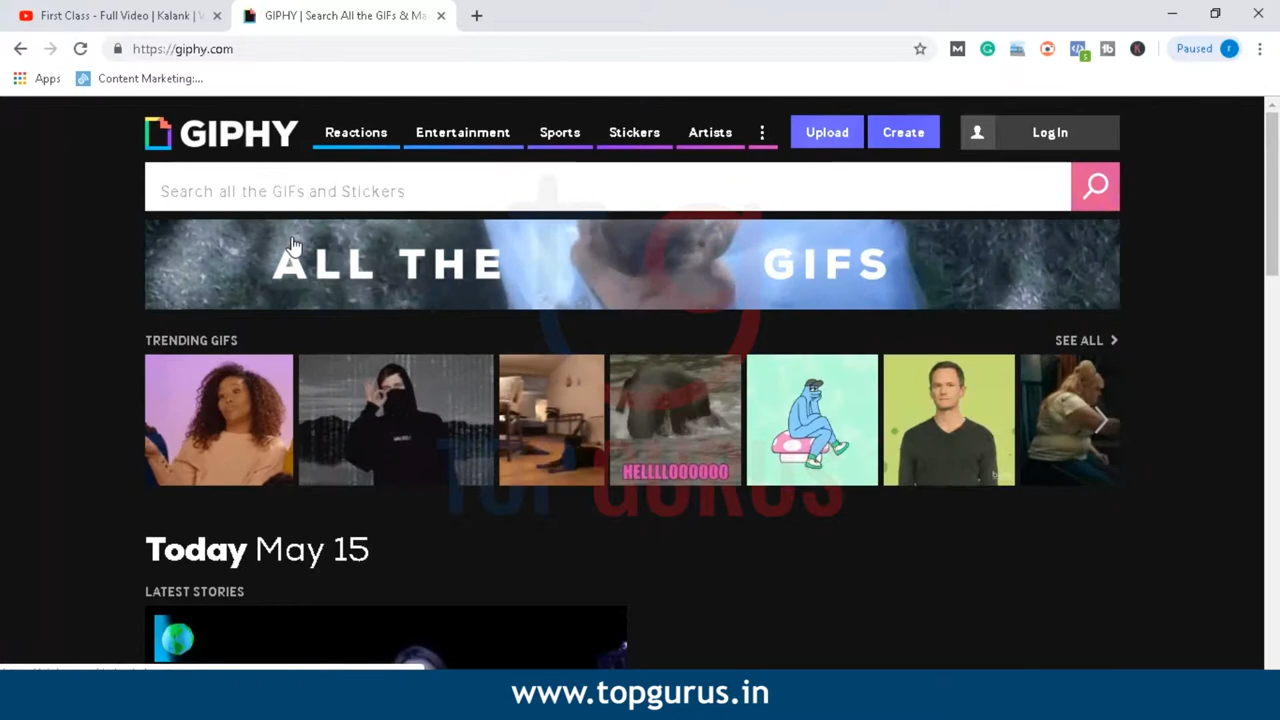 First Class - Full Video | Kalank | V
GIPHY | Search All the GIFs & Ma
https://giphy.com
Paused
r
Apps
Content Marketing:...
GIPHY
Reactions
Entertainment
Sports
Stickers
Artists
Upload
Create
Log In
Search all the GIFs and Stickers
ALL THE GIFS
TRENDING GIFS
SEE ALL
HELLLLOOOOOO
TOP GURUS
Today May 15
LATEST STORIES
www.topgurus.in